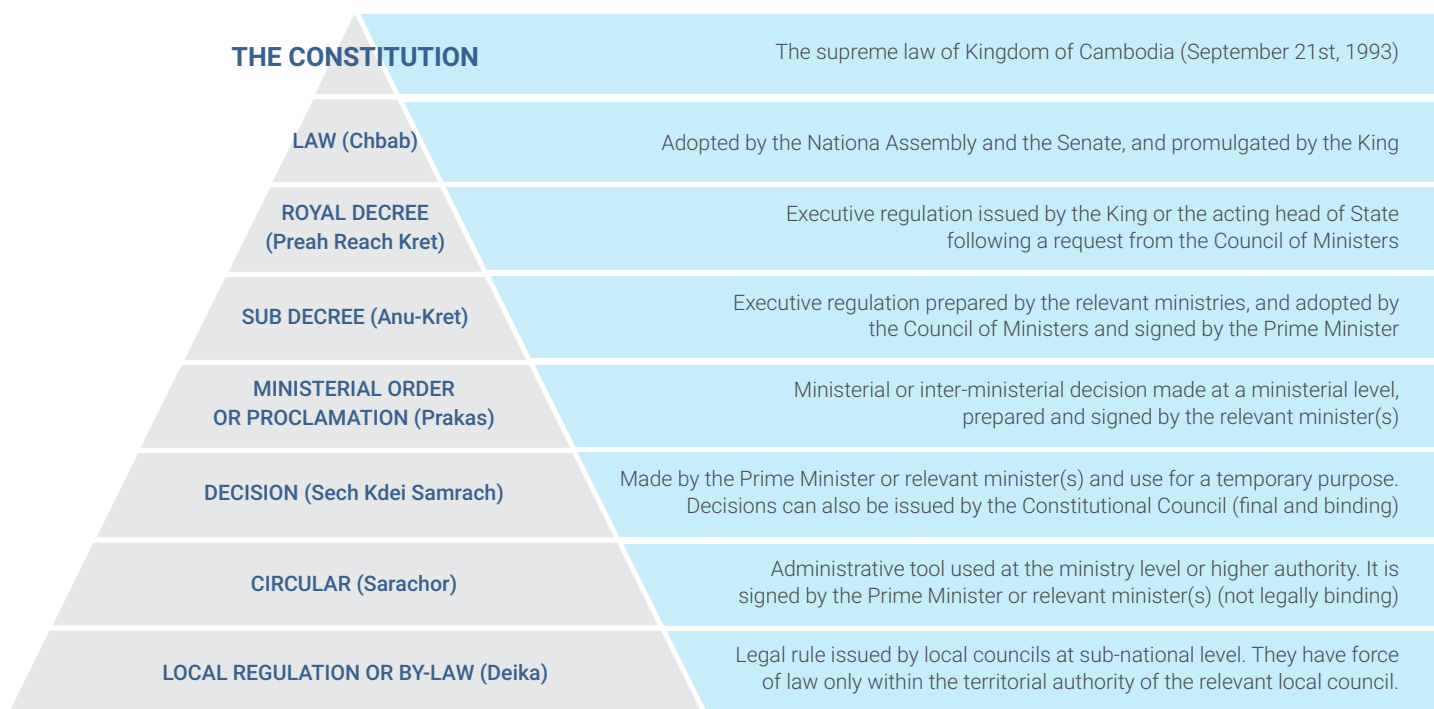 THE CONSTITUTION
The supreme law of Kingdom of Cambodia (September 21st, 1993)
LAW (Chbab)
Adopted by the Nationa Assembly and the Senate, and promulgated by the King
ROYAL DECREE
(Preah Reach Kret)
Executive regulation issued by the King or the acting head of State
following a request from the Council of Ministers
SUB DECREE (Anu-Kret)
Executive regulation prepared by the relevant ministries, and adopted by
the Council of Ministers and signed by the Prime Minister
MINISTERIAL ORDER
OR PROCLAMATION (Prakas)
Ministerial or inter-ministerial decision made at a ministerial level,
prepared and signed by the relevant minister(s)
DECISION (Sech Kdei Samrach)
Made by the Prime Minister or relevant minister(s) and use for a temporary purpose.
Decisions can also be issued by the Constitutional Council (final and binding)
CIRCULAR (Sarachor)
Administrative tool used at the ministry level or higher authority. It is
signed by the Prime Minister or relevant minister(s) (not legally binding)
LOCAL REGULATION OR BY-LAW (Deika)
Legal rule issued by local councils at sub-national level. They have force
of law only within the territorial authority of the relevant local council.